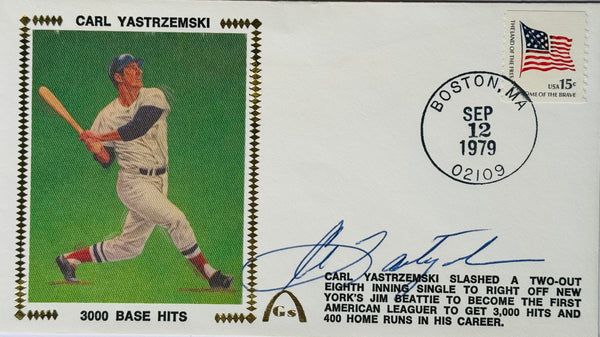 CARL YASTRZEMSKI
3000 BASE HITS
THE LAND OF THE FREE
HOME OF THE BRAVE
USA 15c
BOSTON, MA
SEP
12
1979
02109
Carl Yastrzemski
Gs
CARL YASTRZEMSKI SLASHED A TWO-OUT
EIGHTH INNING SINGLE TO RIGHT OFF NEW
YORK'S JIM BEATTIE TO BECOME THE FIRST
AMERICAN LEAGUER TO GET 3,000 HITS AND
400 HOME RUNS IN HIS CAREER.